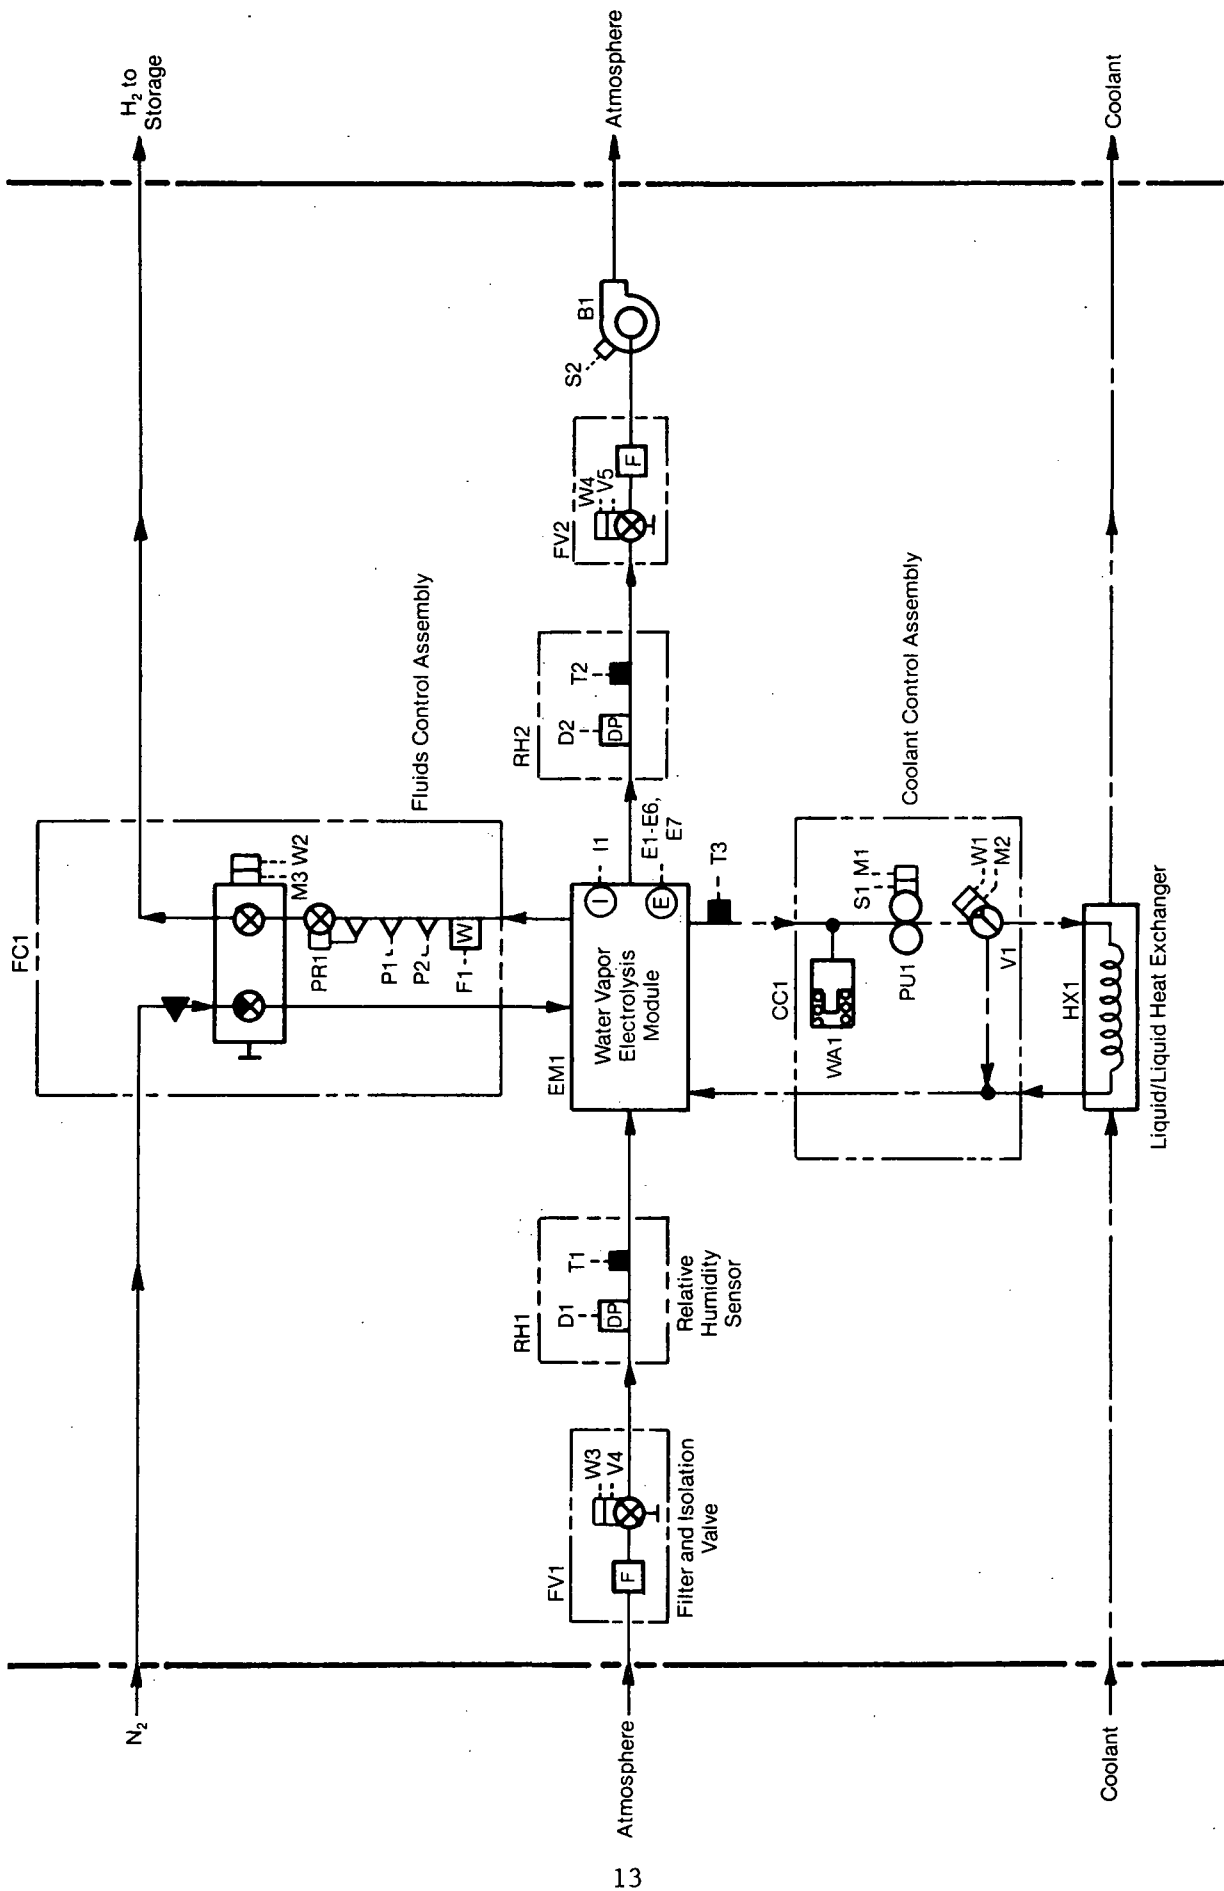 H₂ to
Storage
Atmosphere
Coolant
B1
S2
FV2
W4
V5
F
RH2
D2
DP
T2
Fluids Control Assembly
Coolant Control Assembly
FC1
M3
W2
PR1
P1
P2
F1
W
I1
I
E1-E6,
E7
E
T3
EM1
Water Vapor
Electrolysis
Module
CC1
WA1
S1
M1
PU1
W1
M2
V1
HX1
Liquid/Liquid Heat Exchanger
RH1
D1
DP
T1
Relative
Humidity
Sensor
FV1
W3
V4
F
Filter and Isolation
Valve
N₂
Atmosphere
Coolant
13